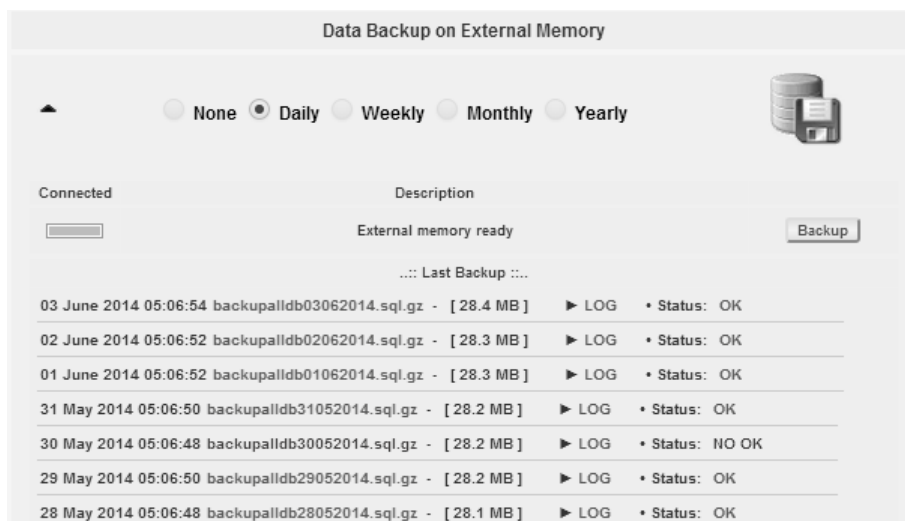 Data Backup on External Memory
None Daily Weekly Monthly Yearly
Connected Description
External memory ready Backup
..:: Last Backup ::..
03 June 2014 05:06:54 backupalldb03062014.sql.gz - [ 28.4 MB ] ► LOG • Status: OK
02 June 2014 05:06:52 backupalldb02062014.sql.gz - [ 28.3 MB ] ► LOG • Status: OK
01 June 2014 05:06:52 backupalldb01062014.sql.gz - [ 28.3 MB ] ► LOG • Status: OK
31 May 2014 05:06:50 backupalldb31052014.sql.gz - [ 28.2 MB ] ► LOG • Status: OK
30 May 2014 05:06:48 backupalldb30052014.sql.gz - [ 28.2 MB ] ► LOG • Status: NO OK
29 May 2014 05:06:50 backupalldb29052014.sql.gz - [ 28.2 MB ] ► LOG • Status: OK
28 May 2014 05:06:48 backupalldb28052014.sql.gz - [ 28.1 MB ] ► LOG • Status: OK